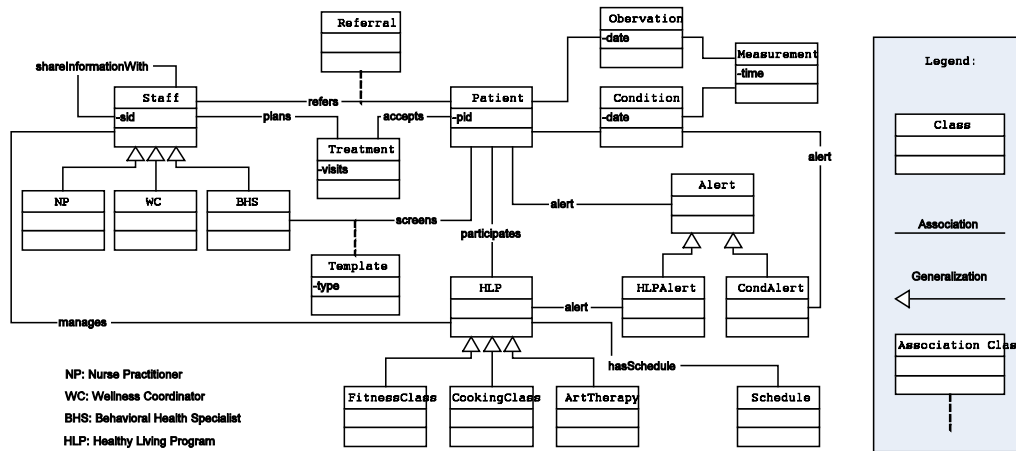 Referral
Obervation
-date
Measurement
-time
Legend:
shareInformationWith
Staff
-sid
refers
Patient
-pid
Condition
-date
plans
accepts
Treatment
-visits
Class
alert
NP
WC
BHS
Alert
alert
screens
participates
Association
Template
-type
HLP
HLPAlert
CondAlert
alert
Generalization
manages
Association Clas
hasSchedule
NP: Nurse Practitioner
WC: Wellness Coordinator
BHS: Behavioral Health Specialist
HLP: Healthy Living Program
FitnessClass
CookingClass
ArtTherapy
Schedule